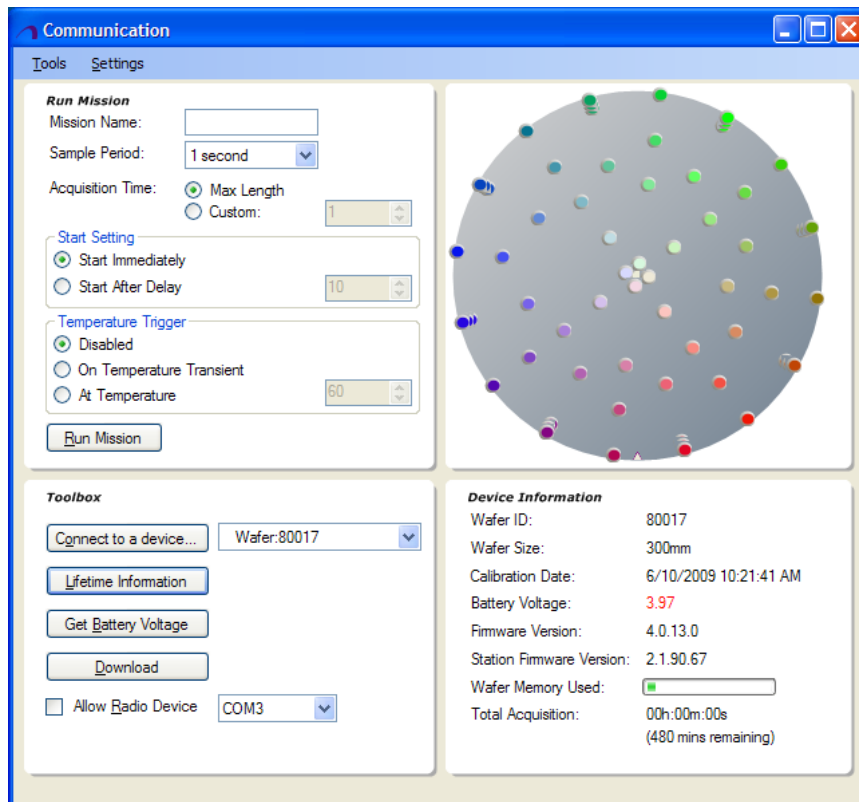 Communication
Tools Settings
Run Mission
Mission Name:
Sample Period: 1 second
Acquisition Time: Max Length
Custom: 1
Start Setting
Start Immediately
Start After Delay 10
Temperature Trigger
Disabled
On Temperature Transient
At Temperature 60
Run Mission
Toolbox
Connect to a device... Wafer:80017
Lifetime Information
Get Battery Voltage
Download
Allow Radio Device COM3
Device Information
Wafer ID: 80017
Wafer Size: 300mm
Calibration Date: 6/10/2009 10:21:41 AM
Battery Voltage: 3.97
Firmware Version: 4.0.13.0
Station Firmware Version: 2.1.90.67
Wafer Memory Used:
Total Acquisition: 00h:00m:00s
(480 mins remaining)